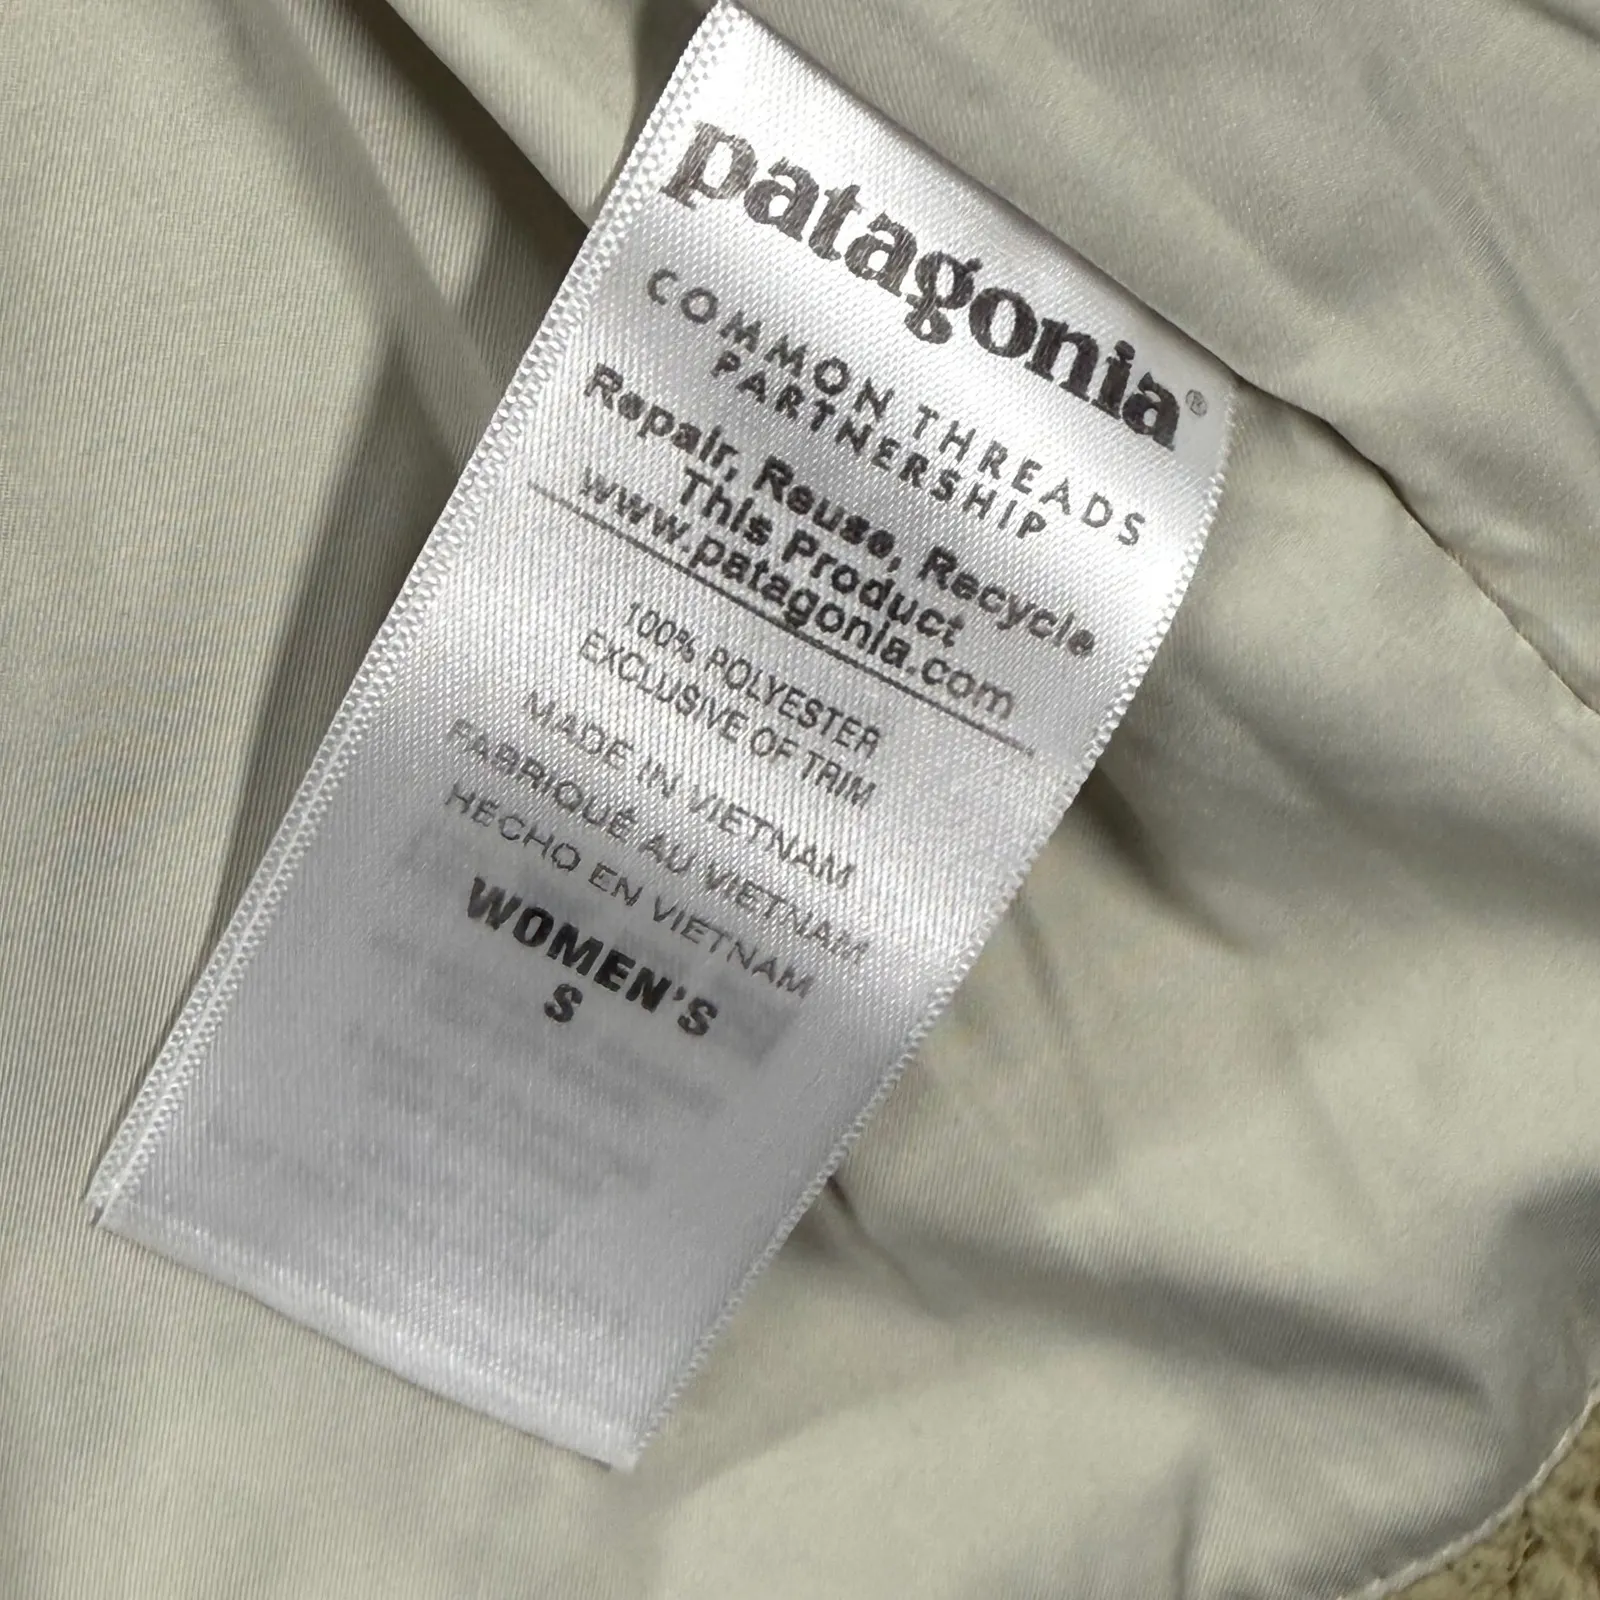 patagonia®
COMMON THREADS
PARTNERSHIP
Repair, Reuse, Recycle
This Product
www.patagonia.com
100% POLYESTER
EXCLUSIVE OF TRIM
MADE IN VIETNAM
FABRIQUÉ AU VIETNAM
HECHO EN VIETNAM
WOMEN'S
S